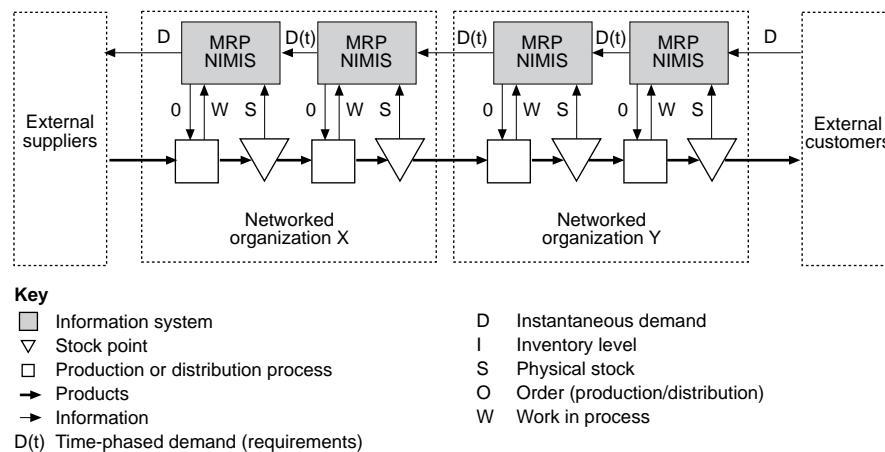 D
MRP
NIMIS
D(t)
MRP
NIMIS
D(t)
MRP
NIMIS
D(t)
MRP
NIMIS
D
External
suppliers
0
W
S
0
W
S
0
W
S
0
W
S
External
customers
Networked
organization X
Networked
organization Y
Key
Information system
Stock point
Production or distribution process
Products
Information
D(t) Time-phased demand (requirements)
D Instantaneous demand
I Inventory level
S Physical stock
O Order (production/distribution)
W Work in process